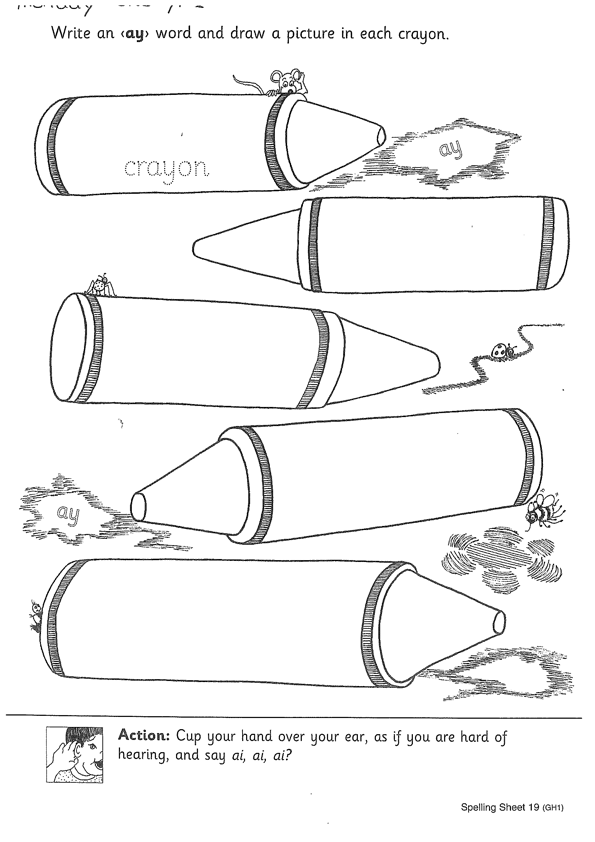 Write an ‹ay› word and draw a picture in each crayon.
crayon
ay
ay
Action: Cup your hand over your ear, as if you are hard of
hearing, and say ai, ai, ai?
Spelling Sheet 19 (GH1)